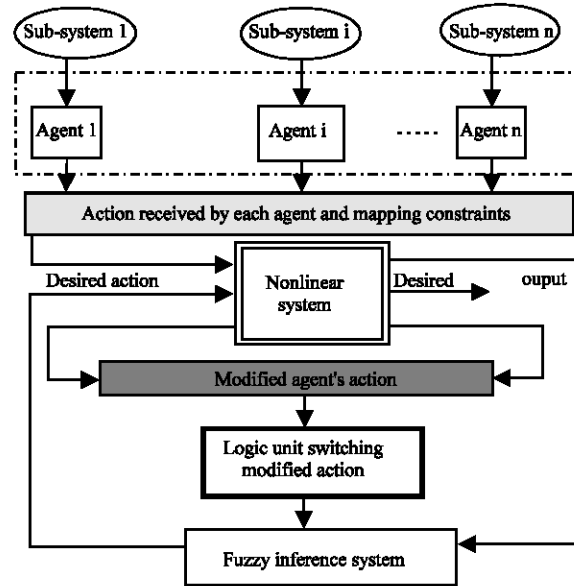 Sub-system 1
Sub-system i
Sub-system n
Agent 1
Agent i
Agent n
Action received by each agent and mapping constraints
Desired action
Nonlinear
system
Desired
ouput
Modified agent's action
Logic unit switching
modified action
Fuzzy inference system